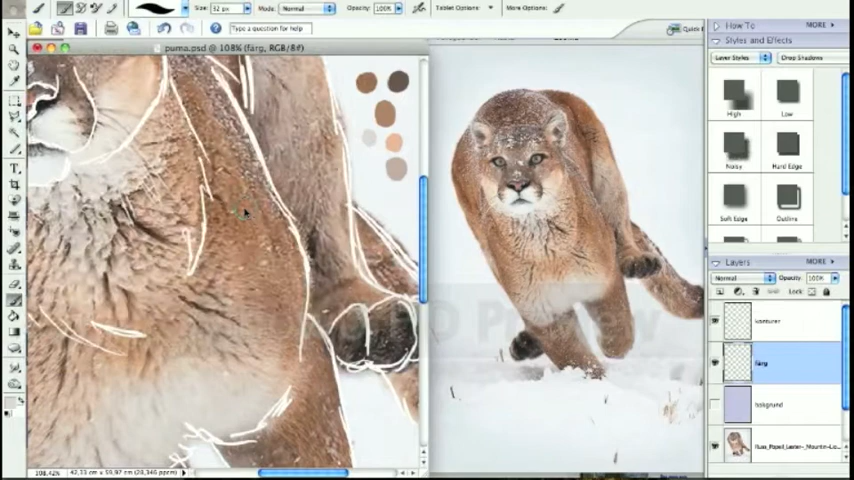 Size: 32 px Mode: Normal Opacity: 100% Tablet Options: More Options:
Type a question for help
puma.psd @ 108% (färg, RGB/8#)
How To MORE
Styles and Effects
Layer Styles Drop Shadows
High Low
Noisy Hard Edge
Soft Edge Outline
Layers MORE
Normal Opacity: 100%
Lock:
konturer
färg
bakgrund
108.42% 42,33 cm x 59,97 cm (28,346 ppcm)